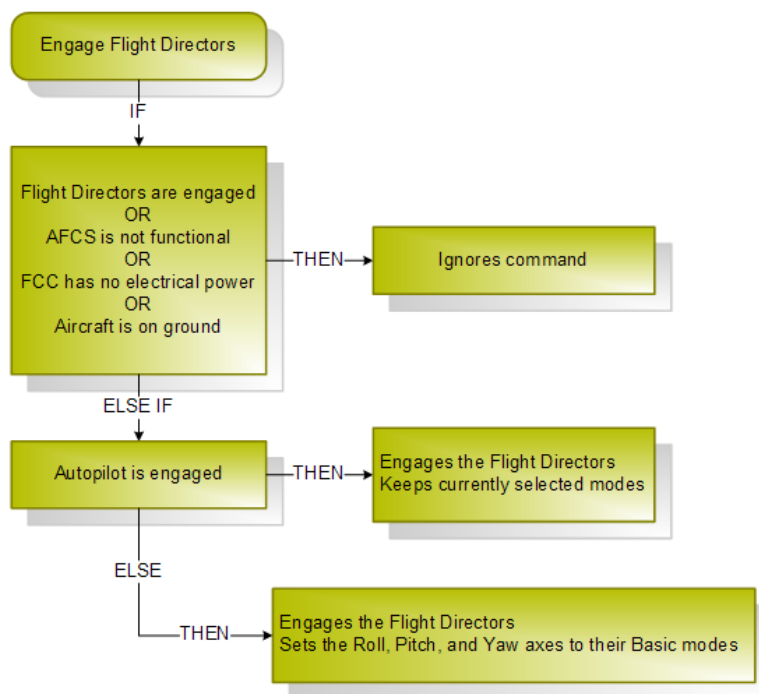 Engage Flight Directors
IF
Flight Directors are engaged
OR
AFCS is not functional
OR
FCC has no electrical power
OR
Aircraft is on ground
THEN
Ignores command
ELSE IF
Autopilot is engaged
THEN
Engages the Flight Directors
Keeps currently selected modes
ELSE
THEN
Engages the Flight Directors
Sets the Roll, Pitch, and Yaw axes to their Basic modes